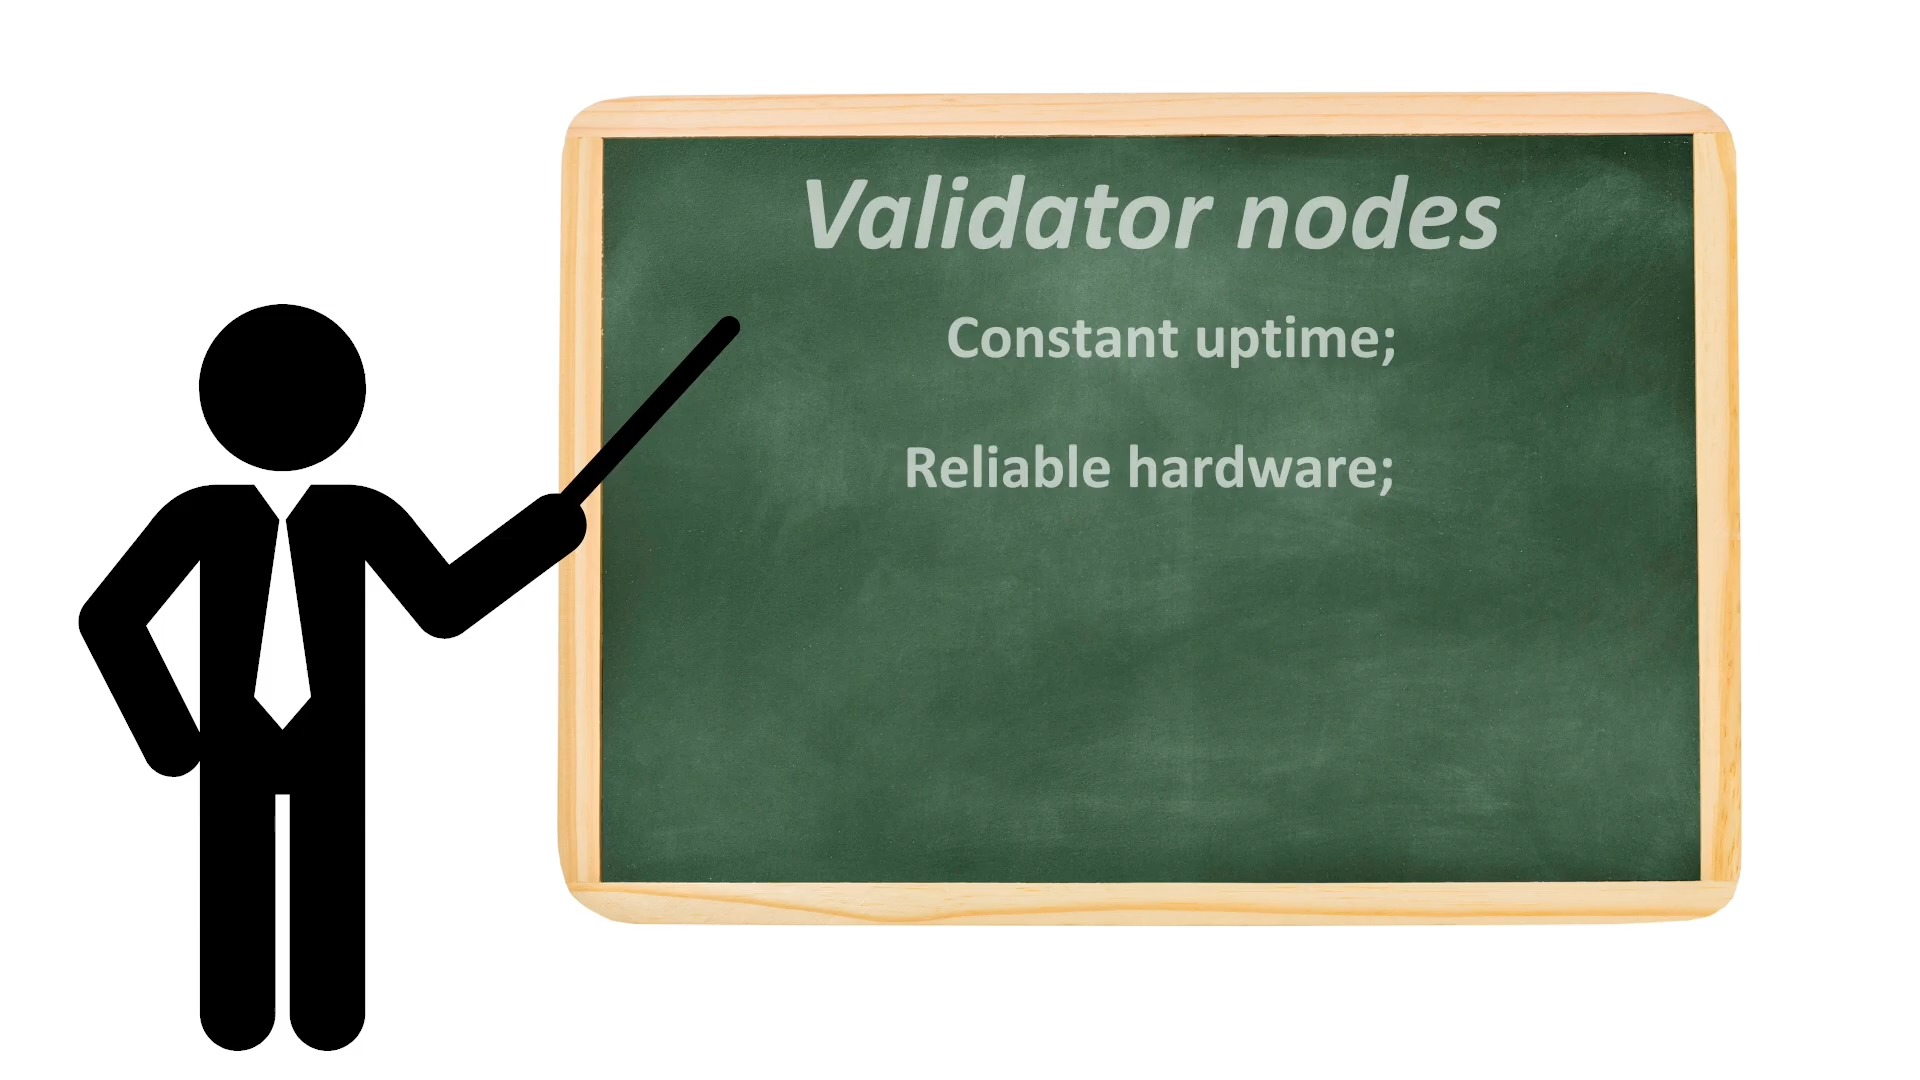 Validator nodes
Constant uptime;
Reliable hardware;